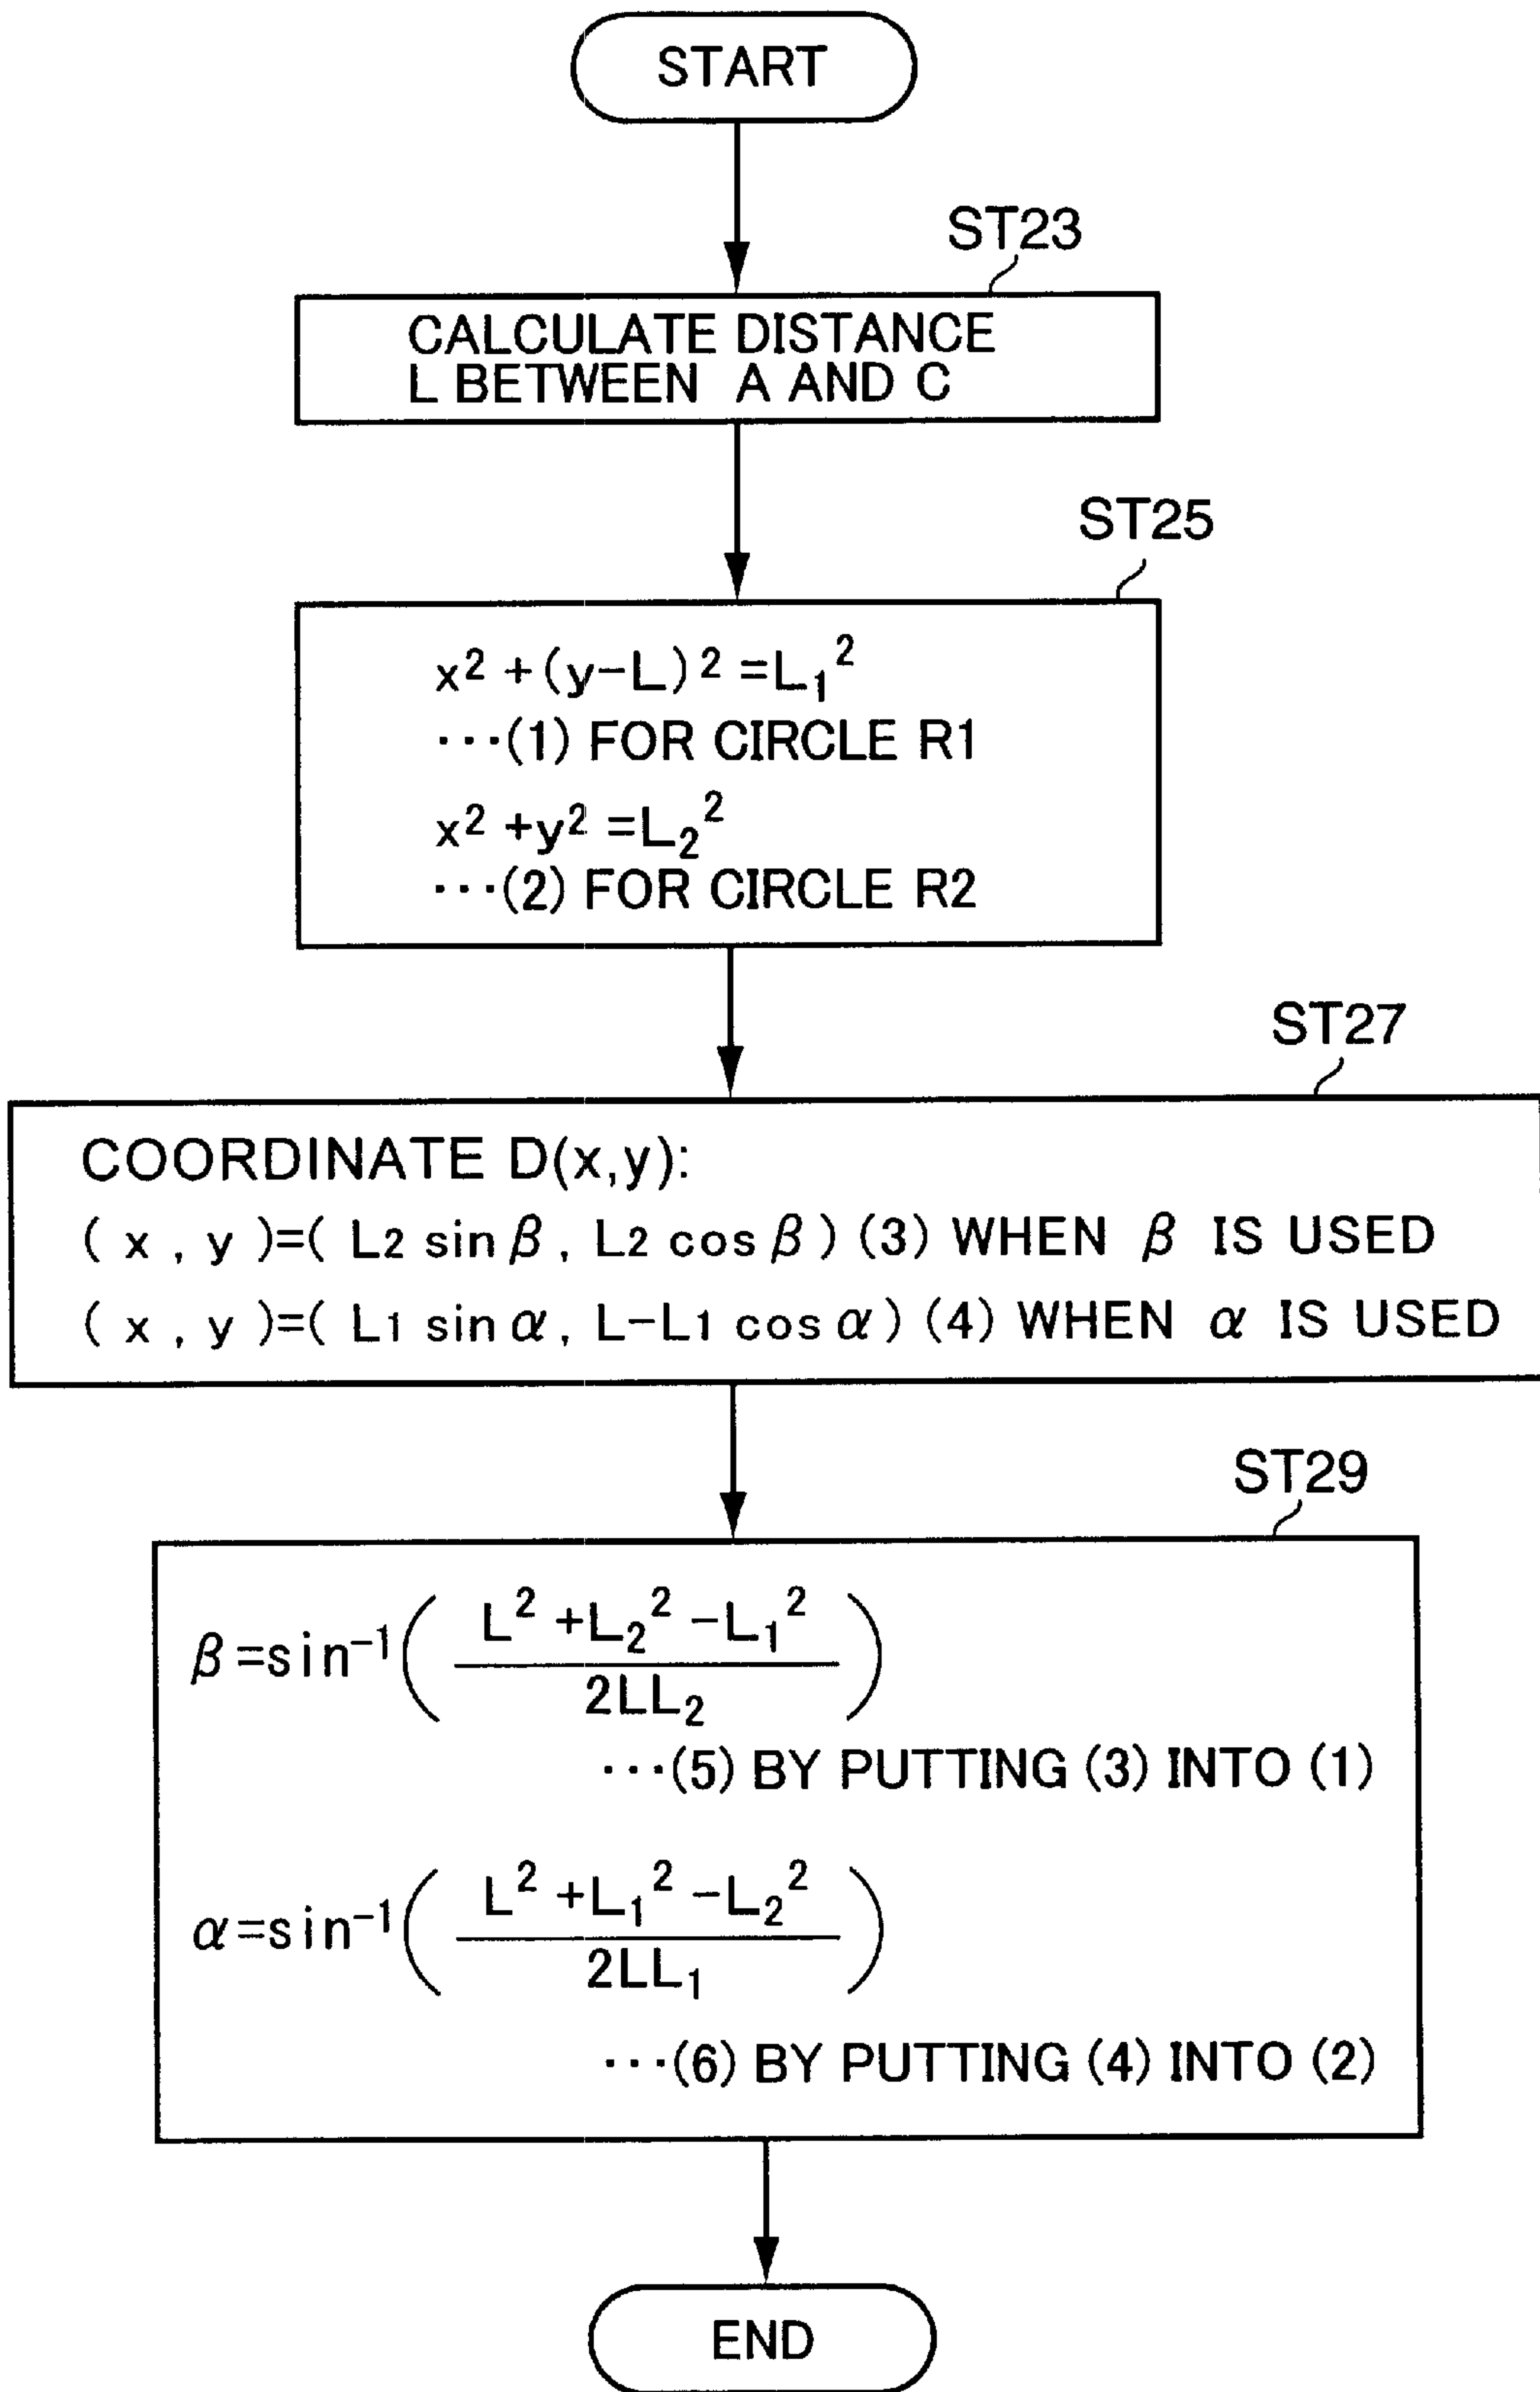 START
ST23
CALCULATE DISTANCE
L BETWEEN A AND C
ST25
x² +(y-L)² =L₁²
···(1) FOR CIRCLE R1
x² +y² =L₂²
···(2) FOR CIRCLE R2
ST27
COORDINATE D(x,y):
( x , y )=( L2 sin β , L2 cos β ) (3) WHEN β IS USED
( x , y )=( L1 sin α , L-L1 cos α ) (4) WHEN α IS USED
ST29
β=sin⁻¹( (L² +L₂² -L₁²) / 2LL₂ )
···(5) BY PUTTING (3) INTO (1)
α=sin⁻¹( (L² +L₁² -L₂²) / 2LL₁ )
···(6) BY PUTTING (4) INTO (2)
END